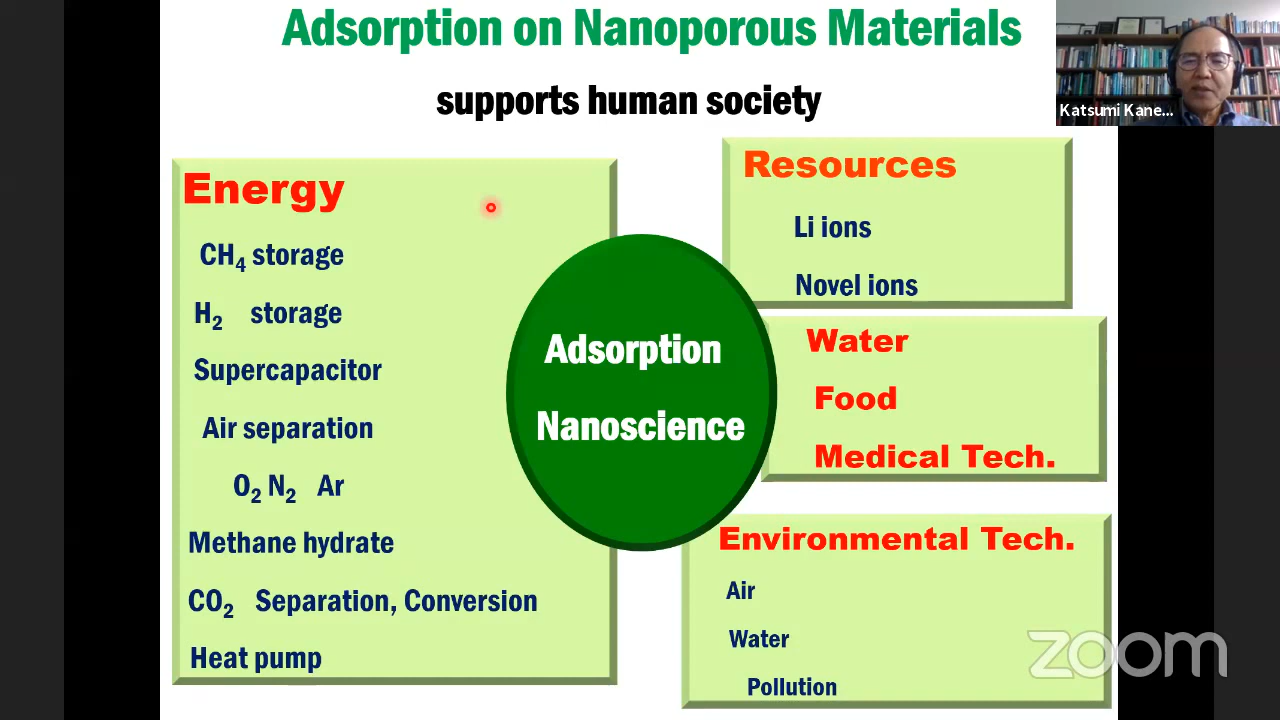 Adsorption on Nanoporous Materials
supports human society
Katsumi Kane...
Energy
CH₄ storage
H₂ storage
Supercapacitor
Air separation
O₂ N₂ Ar
Methane hydrate
CO₂ Separation, Conversion
Heat pump
Adsorption
Nanoscience
Resources
Li ions
Novel ions
Water
Food
Medical Tech.
Environmental Tech.
Air
Water
Pollution
zoom